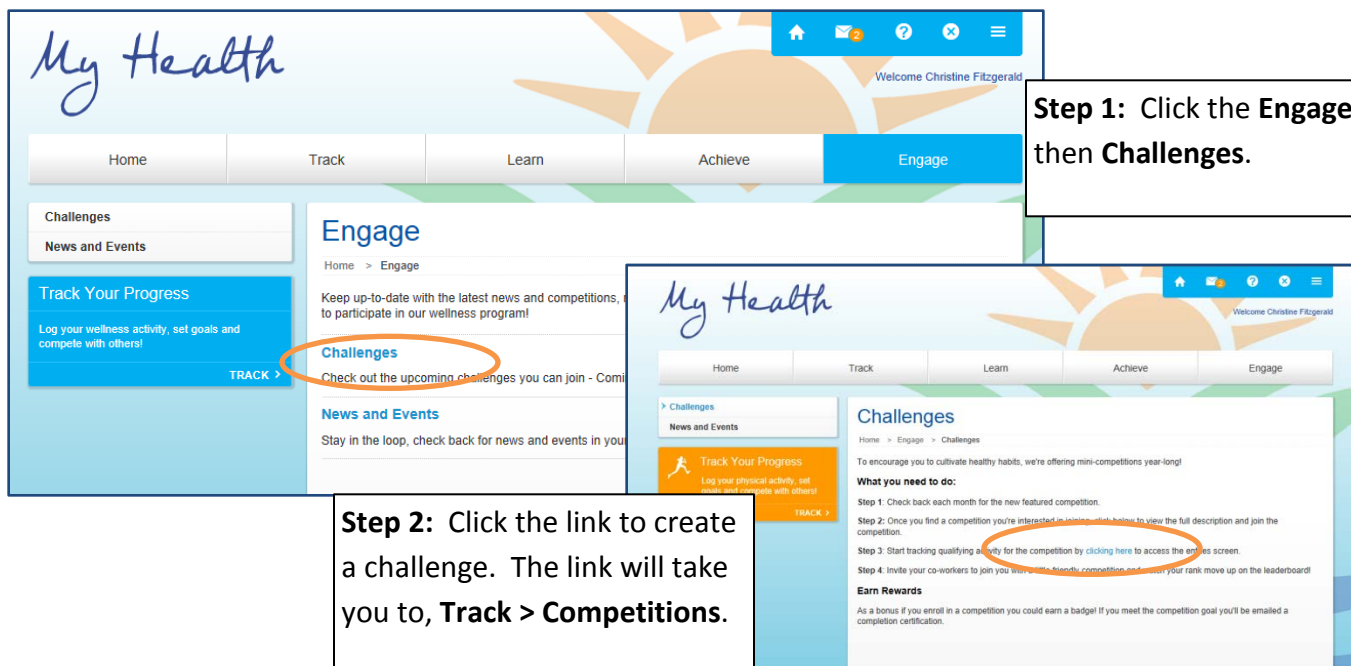 My Health
2
Welcome Christine Fitzgerald
Home Track Learn Achieve Engage
Challenges
News and Events
Track Your Progress
Log your wellness activity, set goals and
compete with others!
TRACK >
Engage
Home > Engage
Keep up-to-date with the latest news and competitions,
to participate in our wellness program!
Challenges
Check out the upcoming challenges you can join - Comi
News and Events
Stay in the loop, check back for news and events in your
Step 1: Click the Engage
then Challenges.
My Health
2
Welcome Christine Fitzgerald
Home Track Learn Achieve Engage
> Challenges
News and Events
Track Your Progress
Log your physical activity, set
goals and compete with others!
TRACK >
Challenges
Home > Engage > Challenges
To encourage you to cultivate healthy habits, we're offering mini-competitions year-long!
What you need to do:
Step 1: Check back each month for the new featured competition.
Step 2: Once you find a competition you're interested in joining, click below to view the full description and join the
competition.
Step 3: Start tracking qualifying activity for the competition by clicking here to access the entries screen.
Step 4: Invite your co-workers to join you with a little friendly competition and watch your rank move up on the leaderboard!
Earn Rewards
As a bonus if you enroll in a competition you could earn a badge! If you meet the competition goal you'll be emailed a
completion certification.
Step 2: Click the link to create
a challenge. The link will take
you to, Track > Competitions.